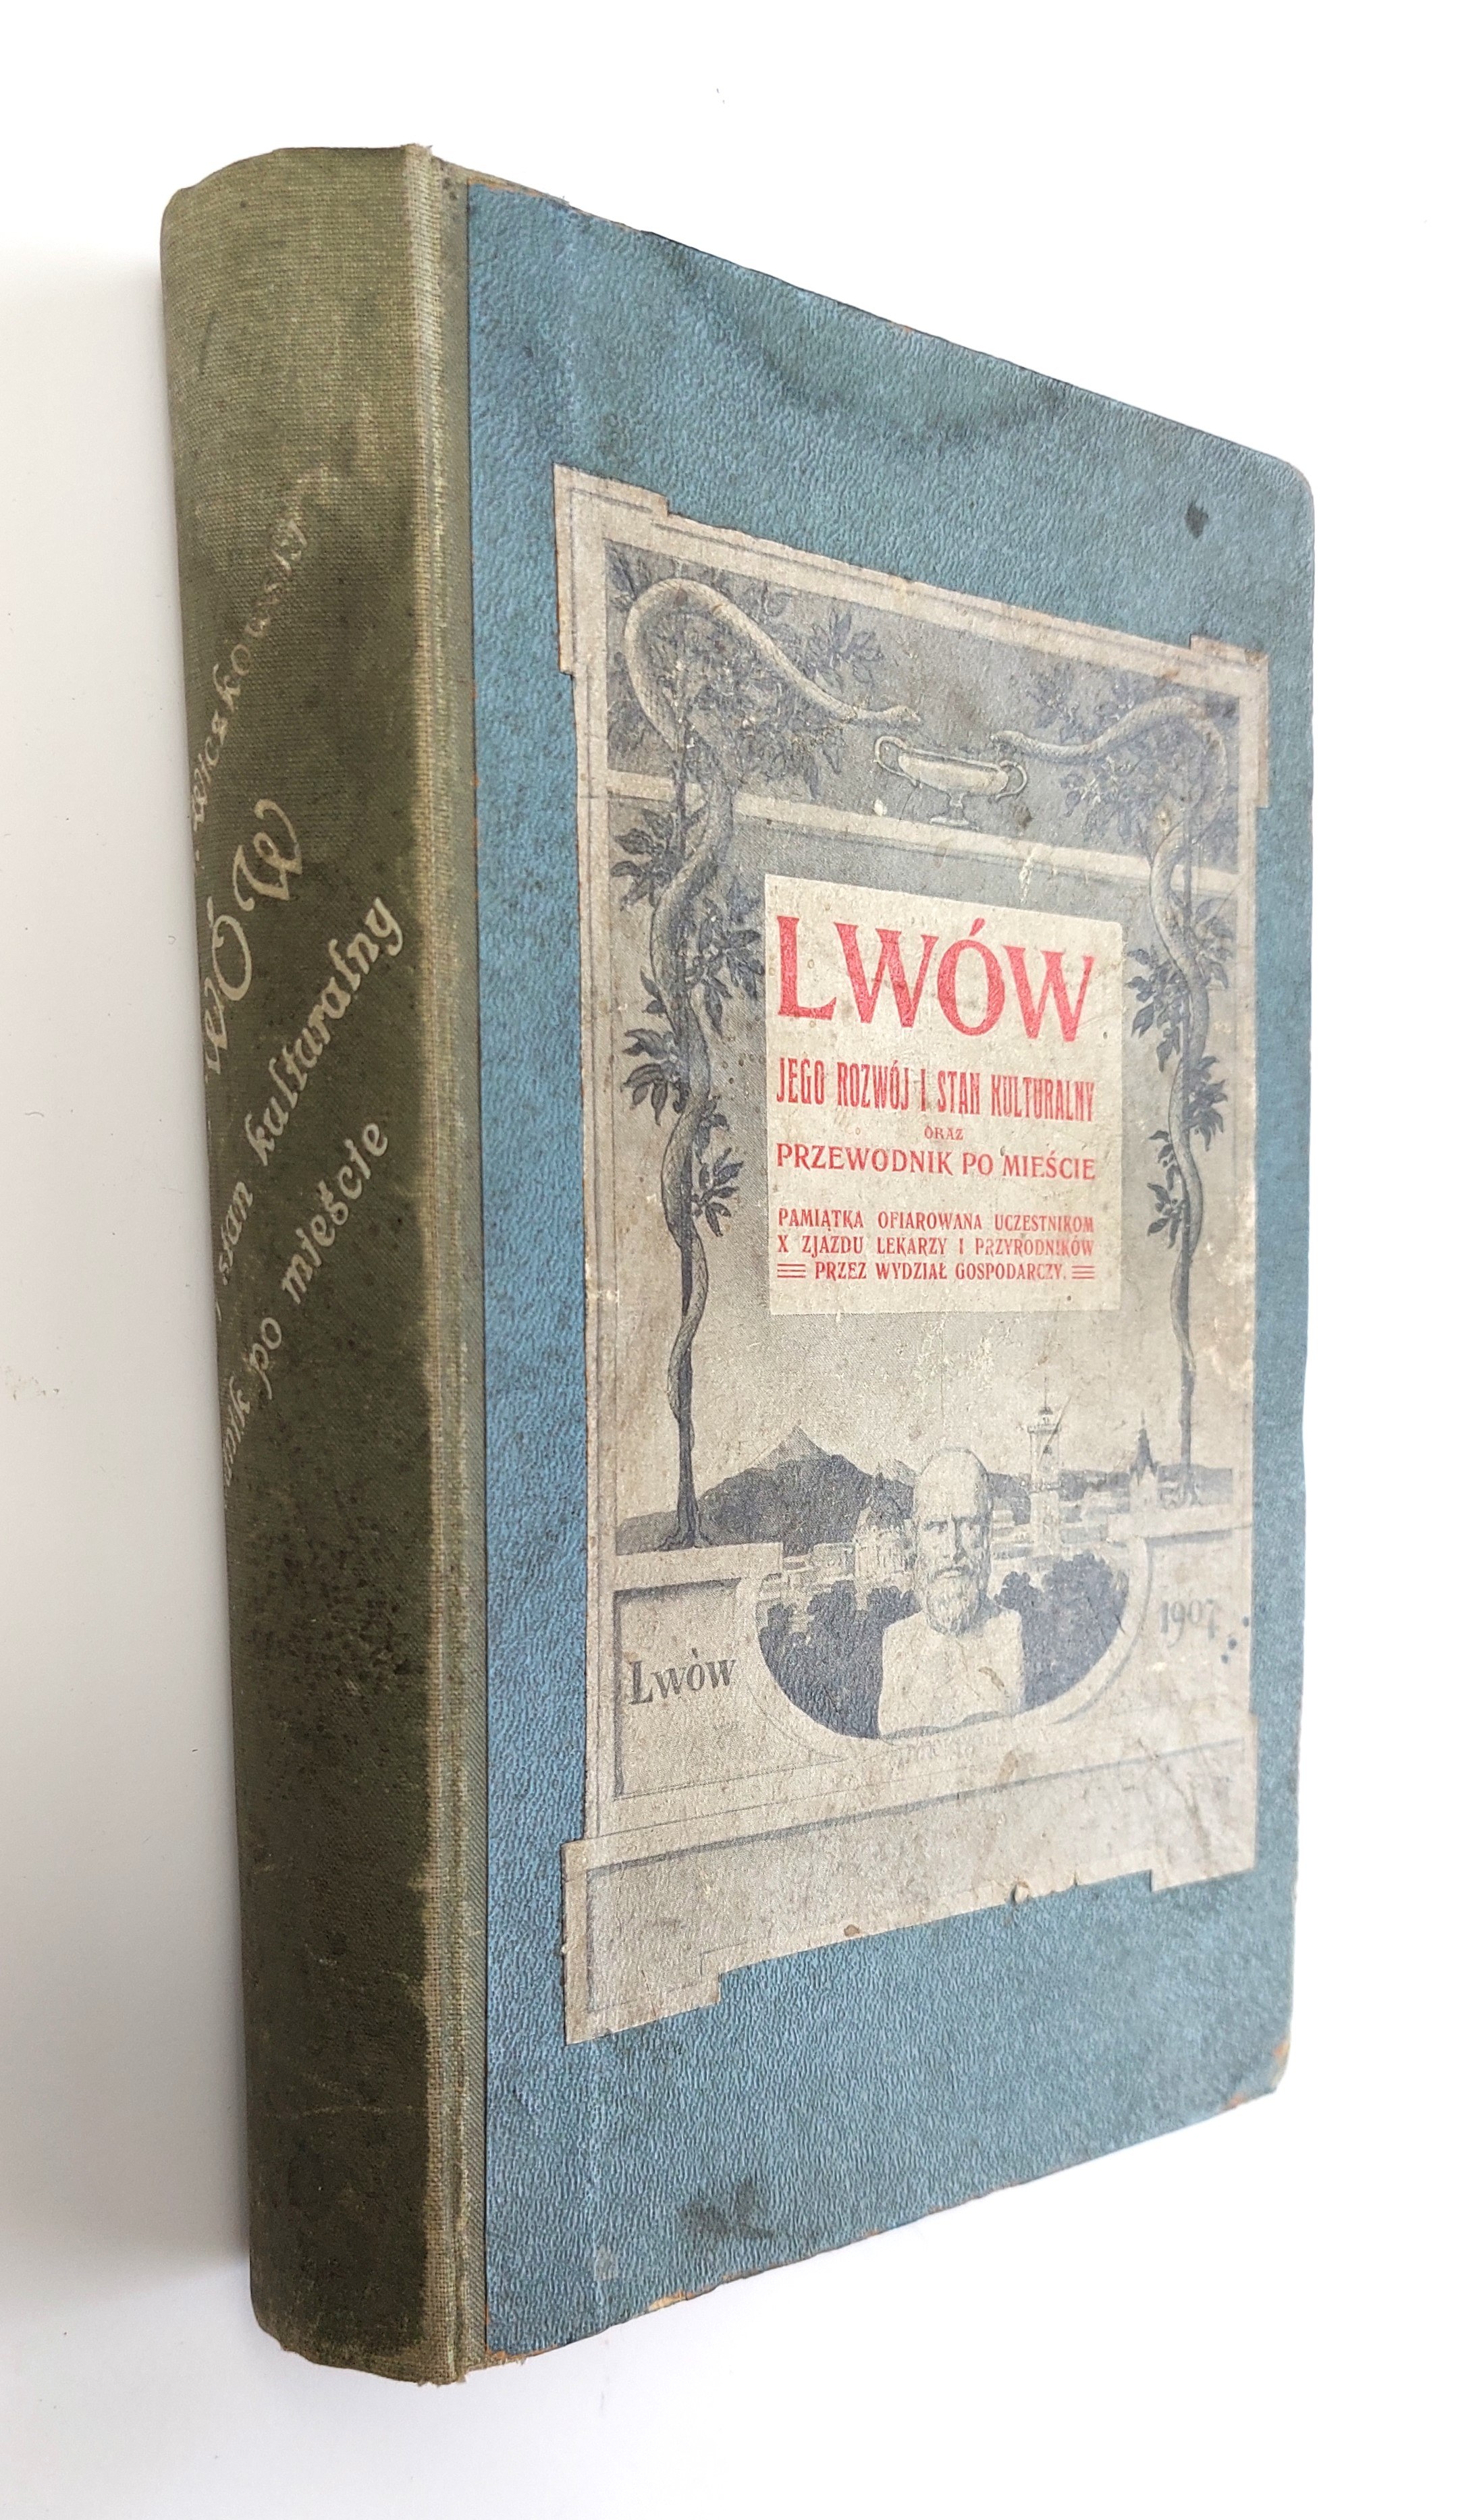 LWÓW
JEGO ROZWÓJ I STAN KULTURALNY
ORAZ
PRZEWODNIK PO MIEŚCIE
PAMIĄTKA OFIAROWANA UCZESTNIKOM
X ZJAZDU LEKARZY I PRZYRODNIKÓW
PRZEZ WYDZIAŁ GOSPODARCZY.
LWÓW
1907
stan kulturalny
po mieście